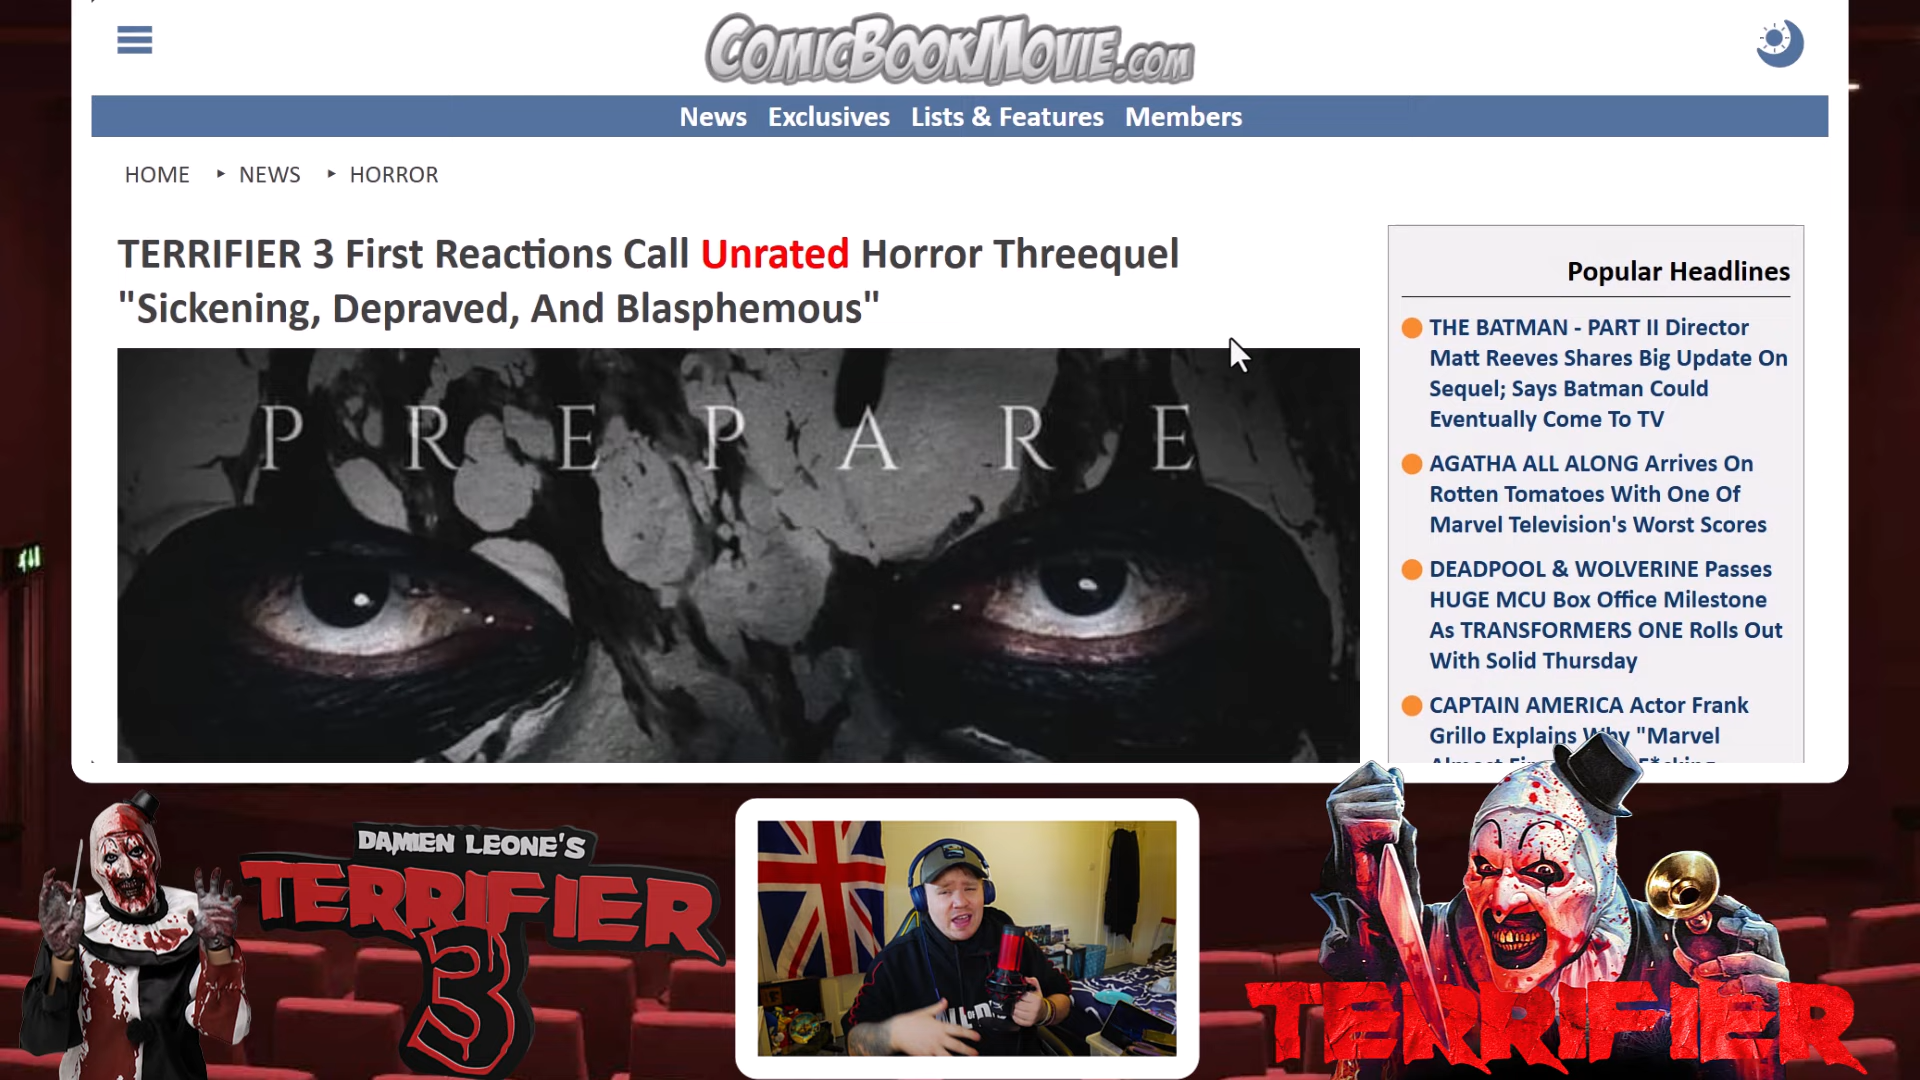 COMICBOOKMOVIE.COM
News Exclusives Lists & Features Members
HOME ‣ NEWS ‣ HORROR
TERRIFIER 3 First Reactions Call Unrated Horror Threequel
"Sickening, Depraved, And Blasphemous"
PREPARE
Popular Headlines
THE BATMAN - PART II Director
Matt Reeves Shares Big Update On
Sequel; Says Batman Could
Eventually Come To TV
AGATHA ALL ALONG Arrives On
Rotten Tomatoes With One Of
Marvel Television's Worst Scores
DEADPOOL & WOLVERINE Passes
HUGE MCU Box Office Milestone
As TRANSFORMERS ONE Rolls Out
With Solid Thursday
CAPTAIN AMERICA Actor Frank
Grillo Explains Why "Marvel
DAMIEN LEONE'S
TERRIFIER
3
TERRIFIER